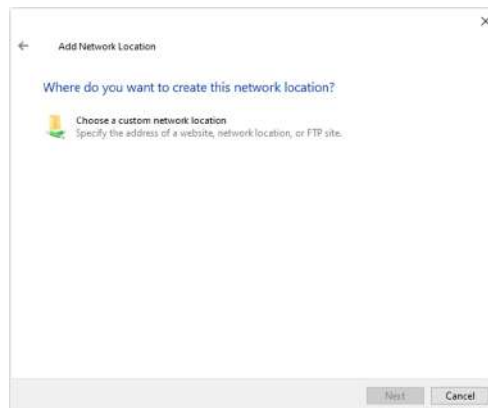 Add Network Location
Where do you want to create this network location?
Choose a custom network location
Specify the address of a website, network location, or FTP site.
Next
Cancel